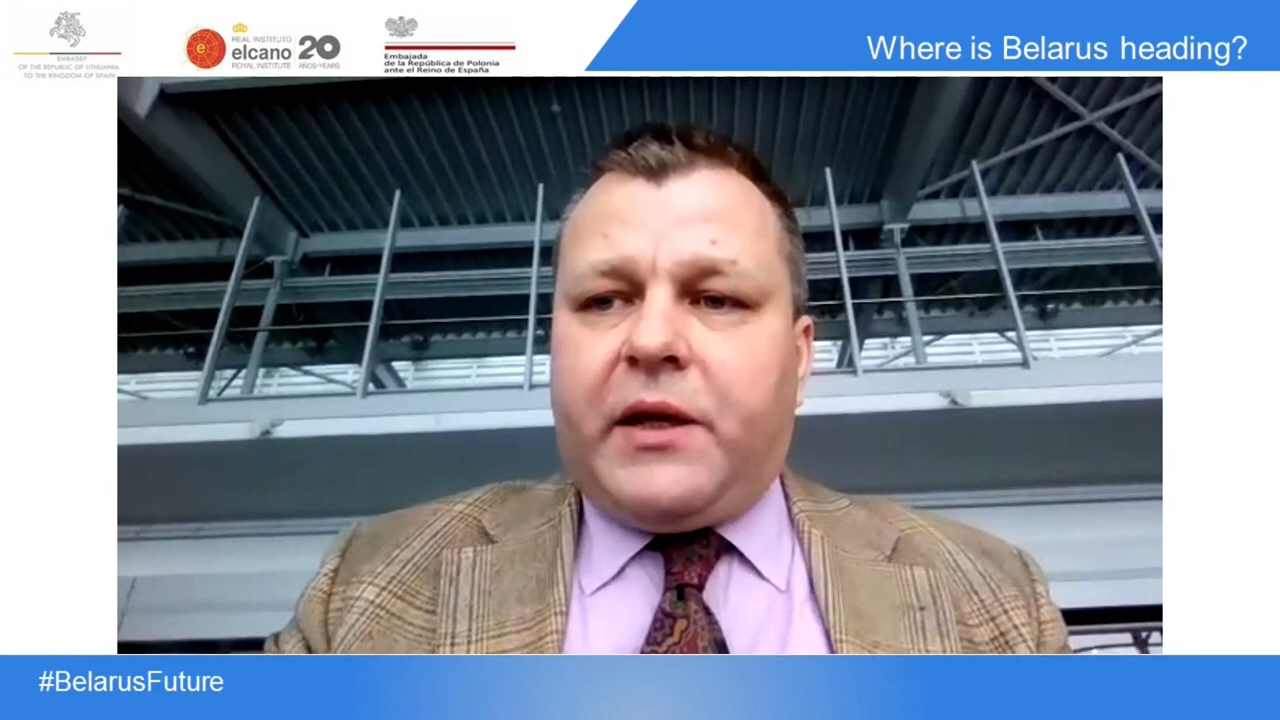 EMBASSY
OF THE REPUBLIC OF LITHUANIA
TO THE KINGDOM OF SPAIN
e
REAL INSTITUTO
elcano
ROYAL INSTITUTE
20
AÑOS/YEARS
Embajada
de la República de Polonia
ante el Reino de España
Where is Belarus heading?
#BelarusFuture